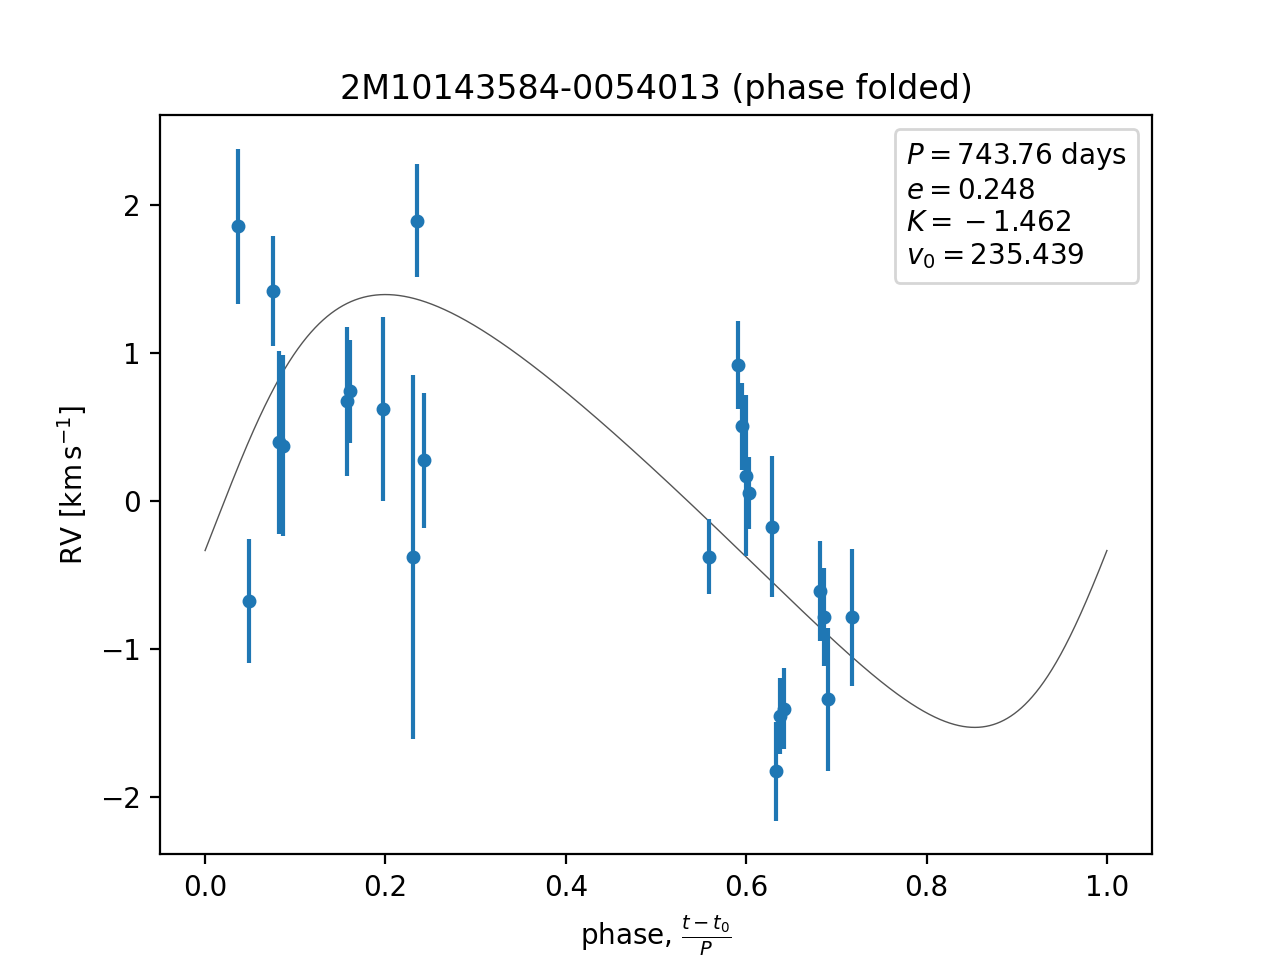 2M10143584-0054013 (phase folded)
P = 743.76 days
e = 0.248
K = −1.462
v₀ = 235.439
RV [km s⁻¹]
2
1
0
−1
−2
0.0 0.2 0.4 0.6 0.8 1.0
phase, (t − t₀)/P